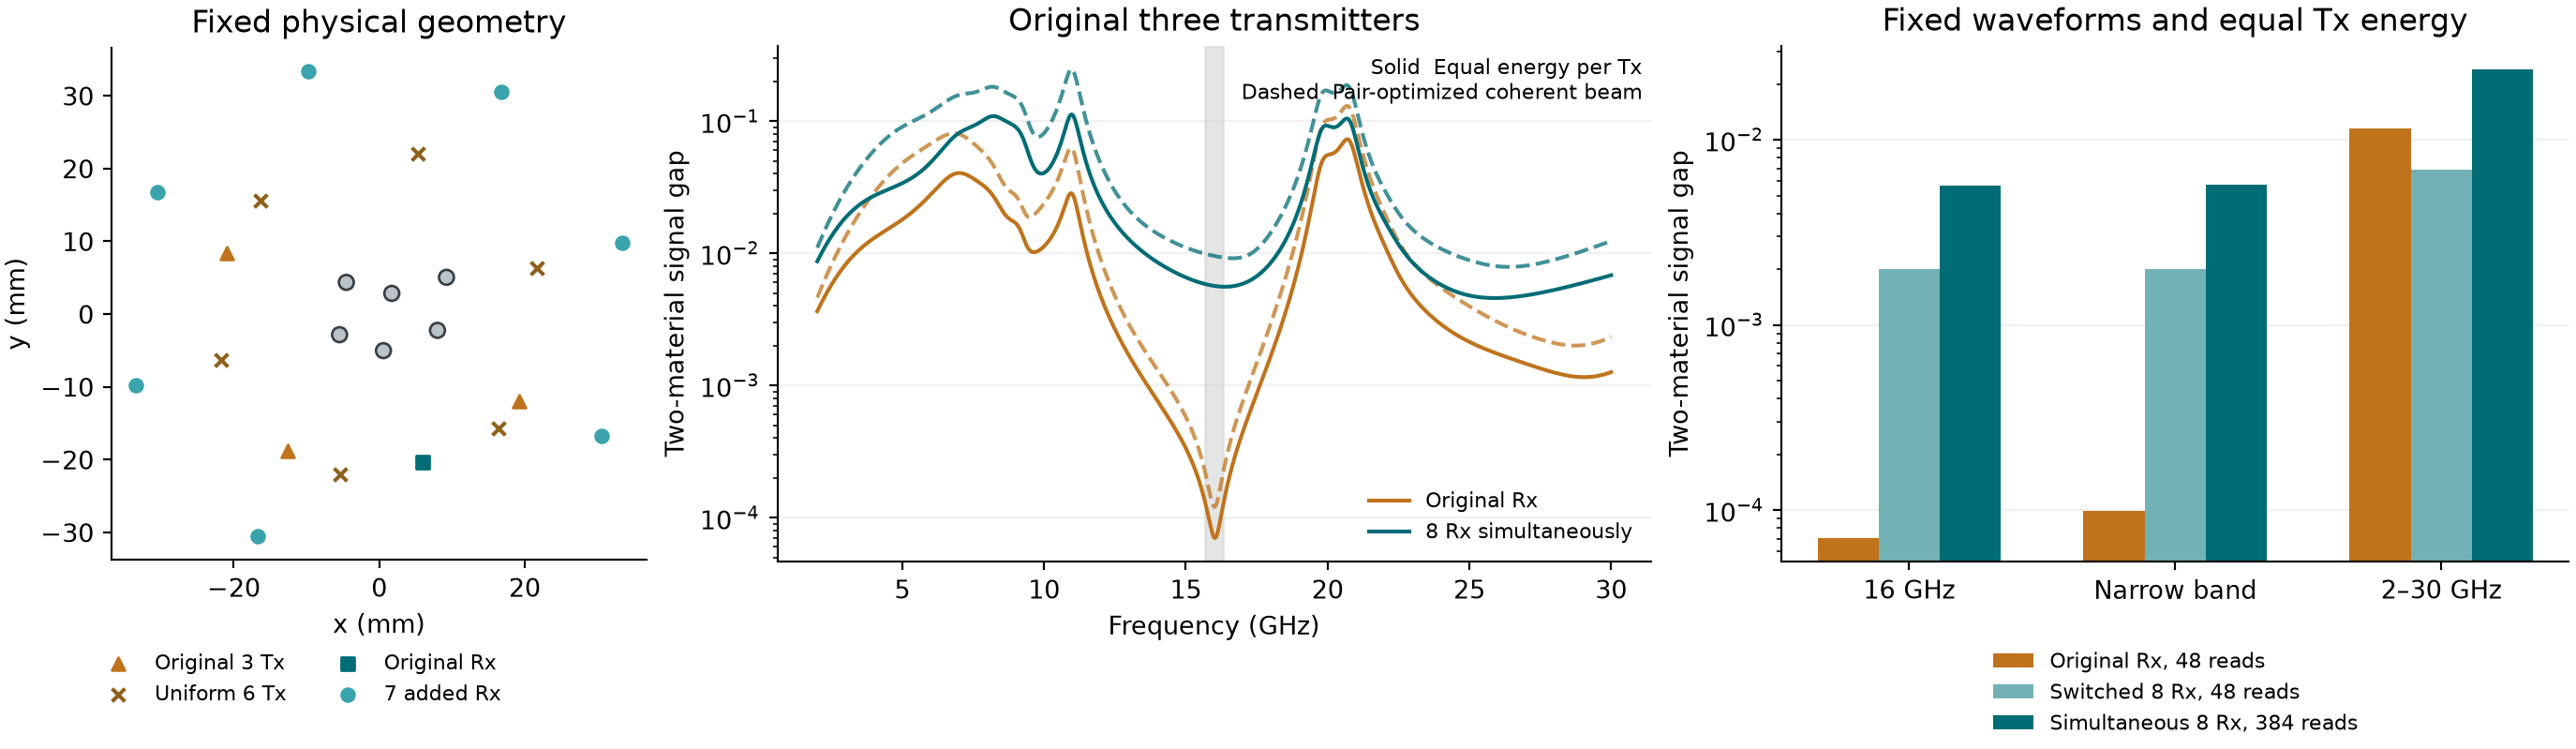 Fixed physical geometry
30
20
10
0
−10
−20
−30
y (mm)
−20
0
20
x (mm)
Original 3 Tx
Uniform 6 Tx
Original Rx
7 added Rx
Original three transmitters
Solid  Equal energy per Tx
Dashed  Pair-optimized coherent beam
10⁻¹
10⁻²
10⁻³
10⁻⁴
Two-material signal gap
Original Rx
8 Rx simultaneously
5
10
15
20
25
30
Frequency (GHz)
Fixed waveforms and equal Tx energy
10⁻²
10⁻³
10⁻⁴
Two-material signal gap
16 GHz
Narrow band
2–30 GHz
Original Rx, 48 reads
Switched 8 Rx, 48 reads
Simultaneous 8 Rx, 384 reads